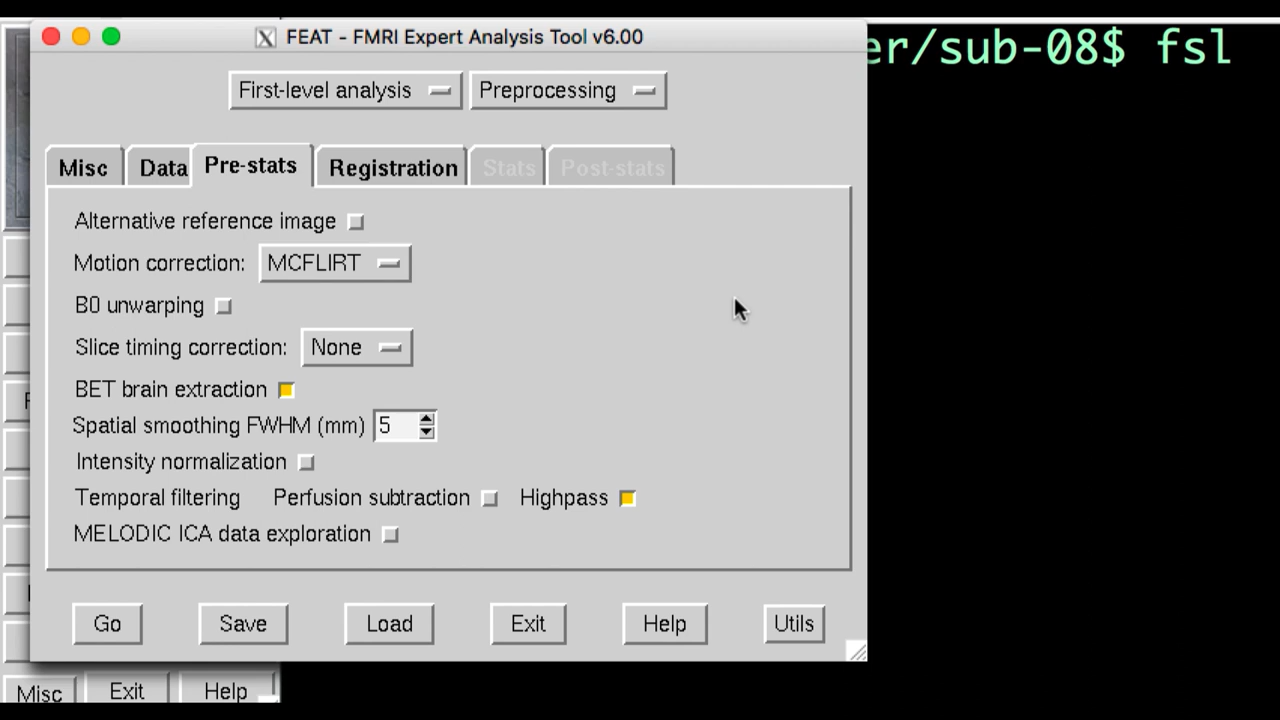 FEAT - FMRI Expert Analysis Tool v6.00
er/sub-08$ fsl
First-level analysis Preprocessing
Misc Data Pre-stats Registration Stats Post-stats
Alternative reference image
Motion correction: MCFLIRT
B0 unwarping
Slice timing correction: None
BET brain extraction
Spatial smoothing FWHM (mm) 5
Intensity normalization
Temporal filtering Perfusion subtraction Highpass
MELODIC ICA data exploration
Go Save Load Exit Help Utils
Misc Exit Help